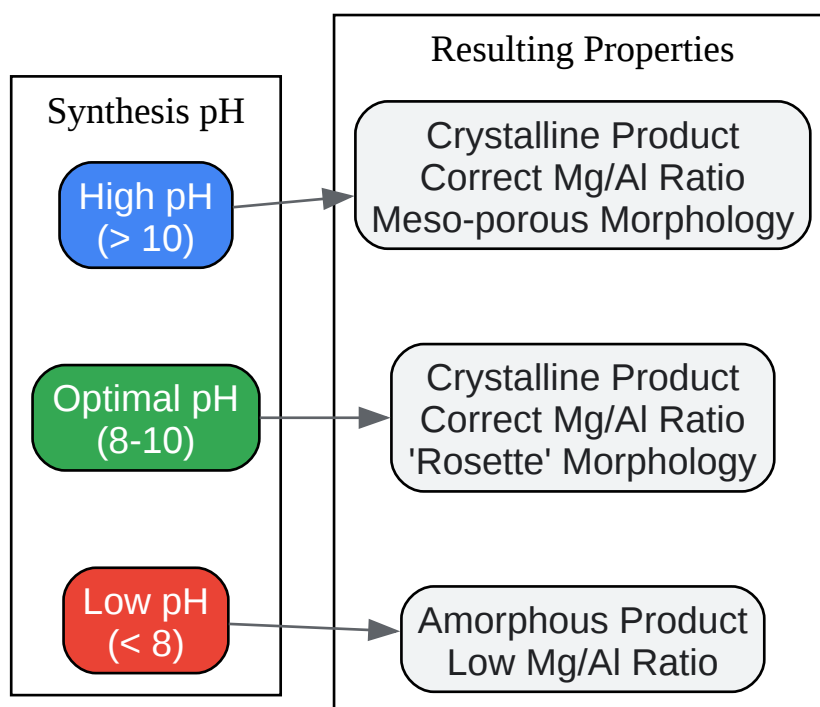 Synthesis pH
High pH
(> 10)
Optimal pH
(8-10)
Low pH
(< 8)
Resulting Properties
Crystalline Product
Correct Mg/Al Ratio
Meso-porous Morphology
Crystalline Product
Correct Mg/Al Ratio
'Rosette' Morphology
Amorphous Product
Low Mg/Al Ratio